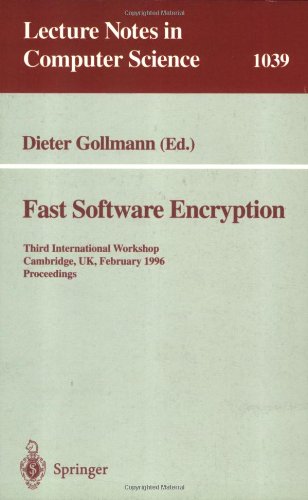 Lecture Notes in
Computer Science 1039
Dieter Gollmann (Ed.)
Fast Software Encryption
Third International Workshop
Cambridge, UK, February 1996
Proceedings
Springer